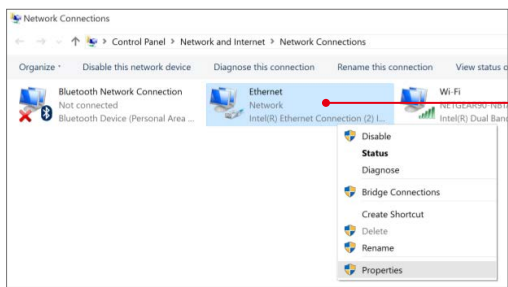 Network Connections
Control Panel > Network and Internet > Network Connections
Organize Disable this network device Diagnose this connection Rename this connection View status o
Bluetooth Network Connection
Not connected
Bluetooth Device (Personal Area ...
Ethernet
Network
Intel(R) Ethernet Connection (2) I...
Wi-Fi
Intel(R) Dual Band
Disable
Status
Diagnose
Bridge Connections
Create Shortcut
Delete
Rename
Properties